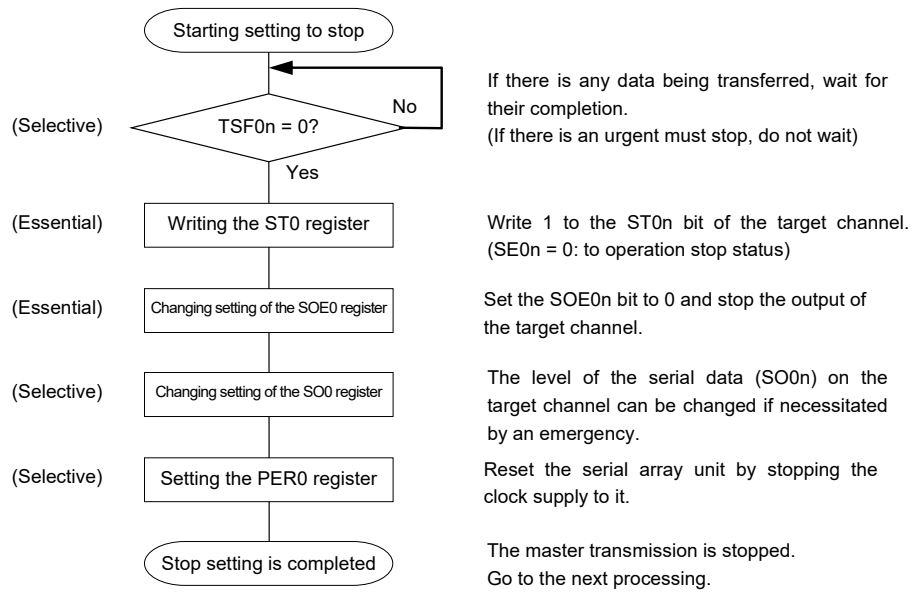 Starting setting to stop
No
(Selective)
TSF0n = 0?
If there is any data being transferred, wait for
their completion.
(If there is an urgent must stop, do not wait)
Yes
(Essential)
Writing the ST0 register
Write 1 to the ST0n bit of the target channel.
(SE0n = 0: to operation stop status)
(Essential)
Changing setting of the SOE0 register
Set the SOE0n bit to 0 and stop the output of
the target channel.
(Selective)
Changing setting of the SO0 register
The level of the serial data (SO0n) on the
target channel can be changed if necessitated
by an emergency.
(Selective)
Setting the PER0 register
Reset the serial array unit by stopping the
clock supply to it.
Stop setting is completed
The master transmission is stopped.
Go to the next processing.